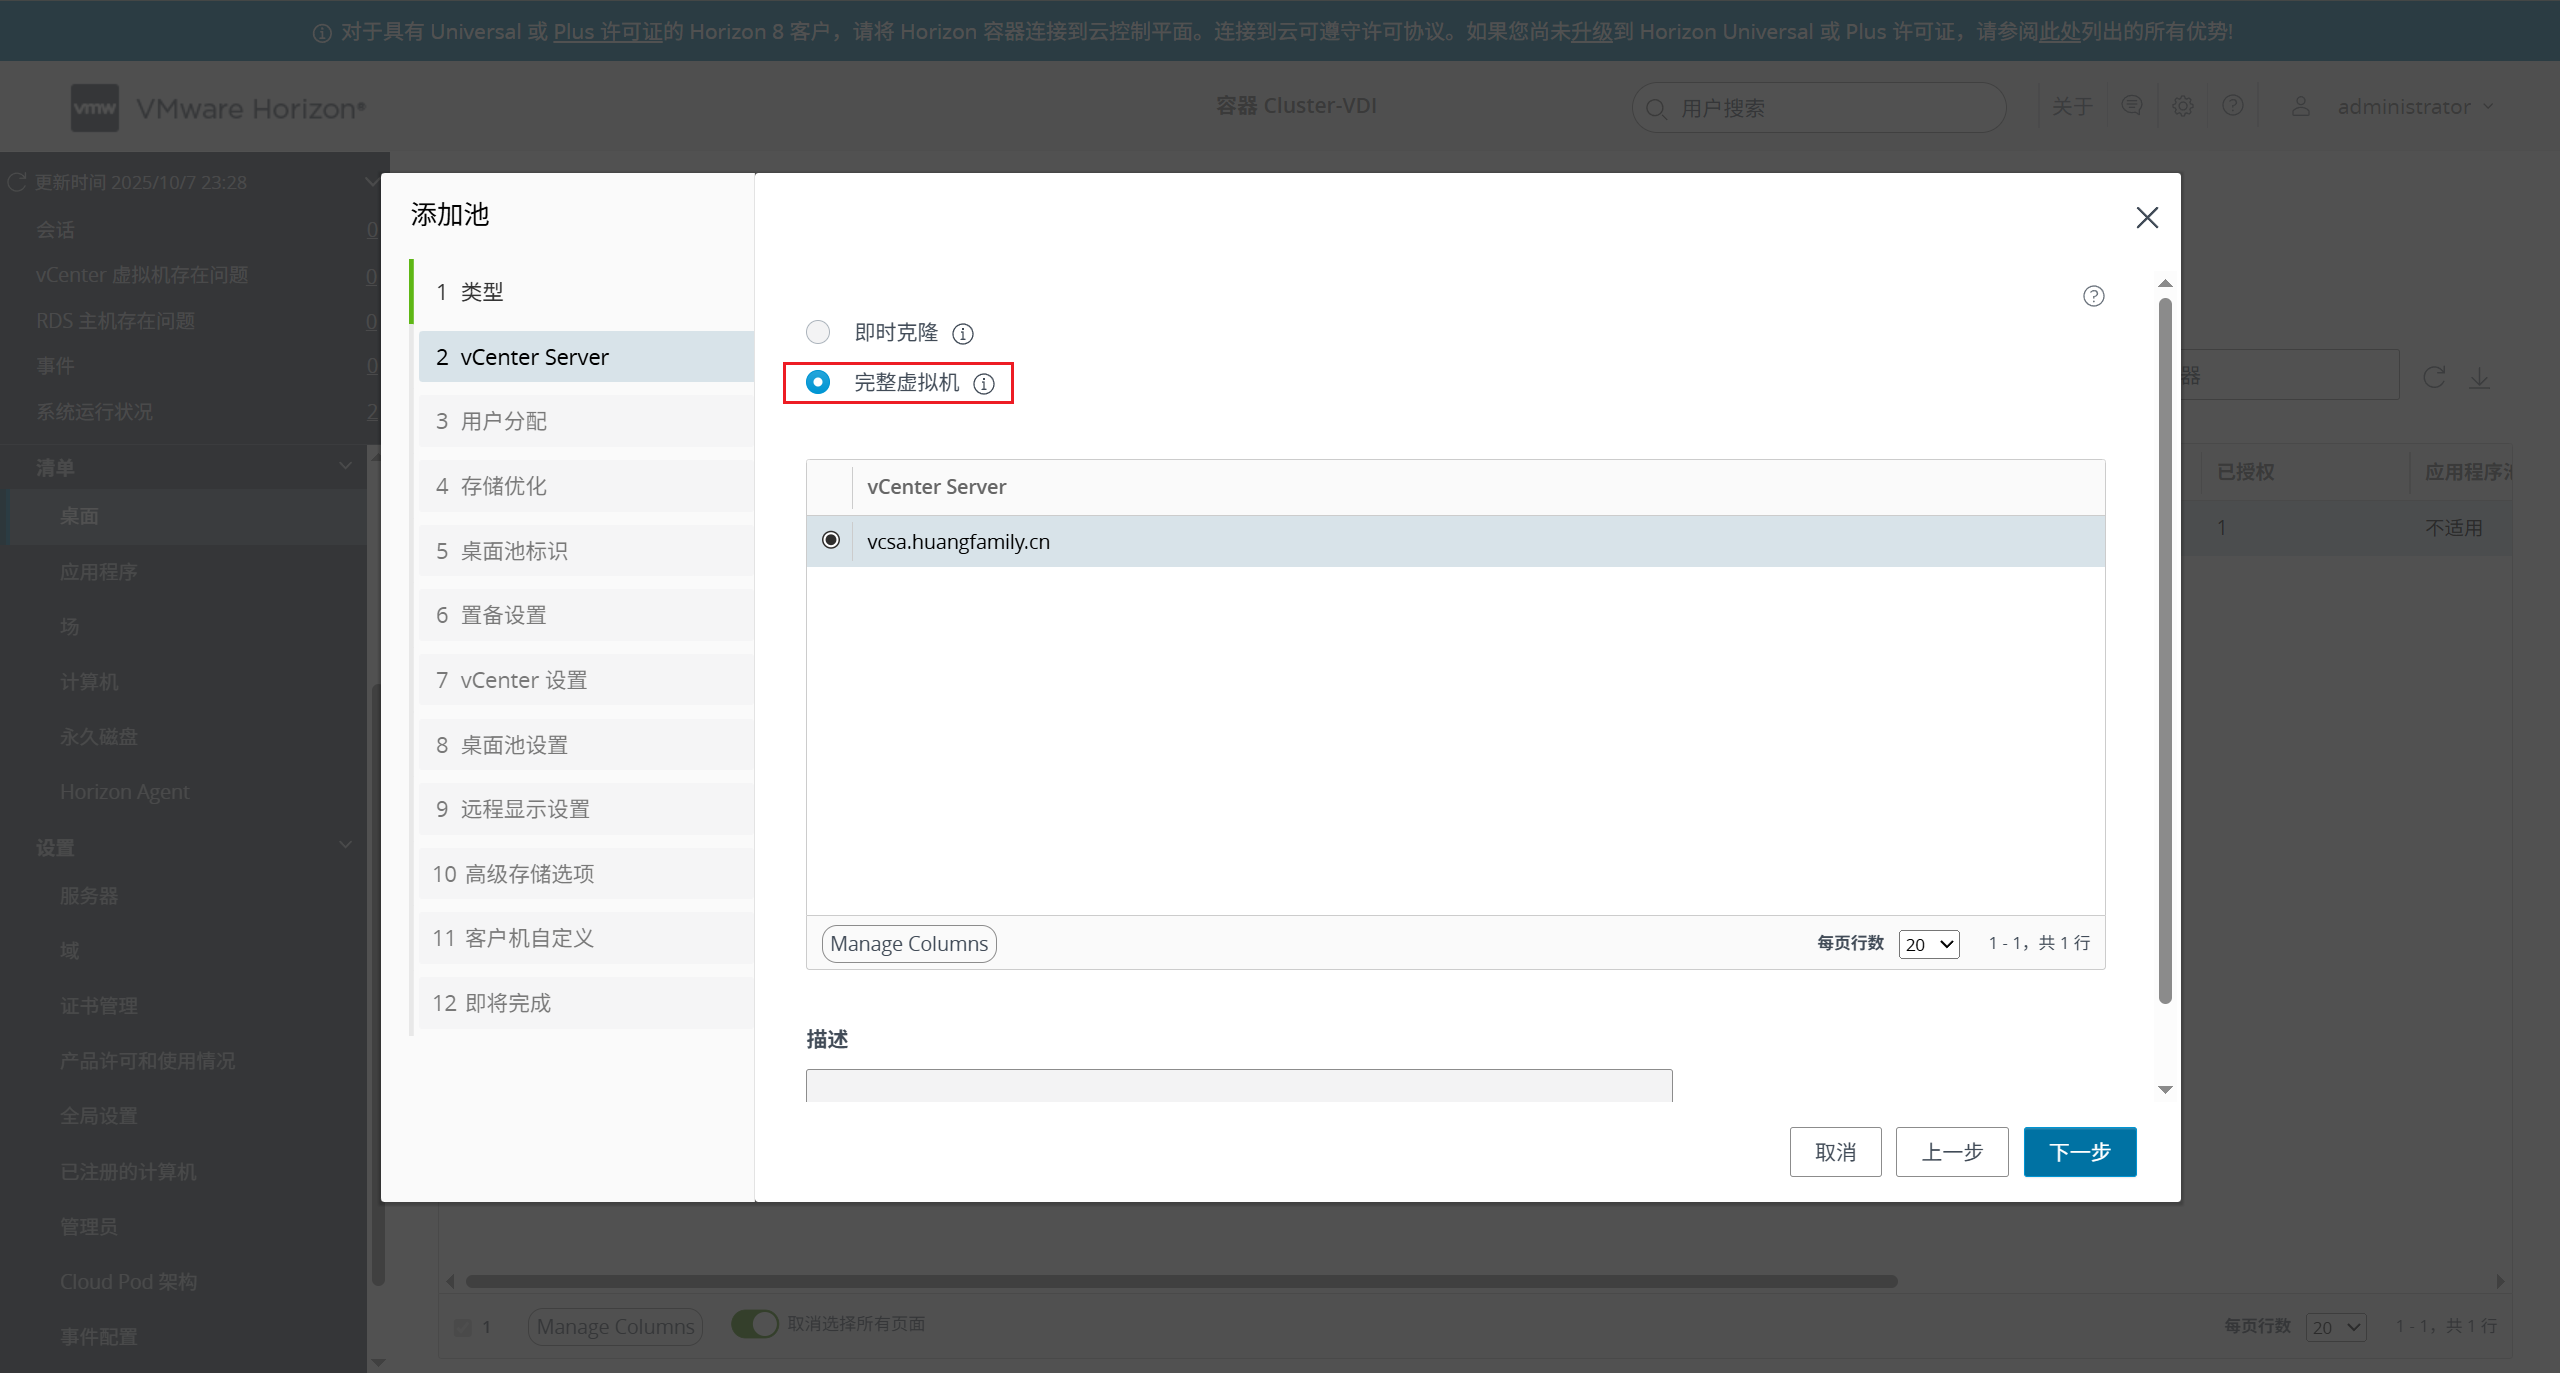 对于具有 Universal 或 Plus 许可证的 Horizon 8 客户，请将 Horizon 容器连接到云控制平面。连接到云可遵守许可协议。如果您尚未升级到 Horizon Universal 或 Plus 许可证，请参阅此处列出的所有优势!
vmw VMware Horizon®
容器 Cluster-VDI
用户搜索
关于
administrator
更新时间 2025/10/7 23:28
会话 0
vCenter 虚拟机存在问题 0
RDS 主机存在问题 0
事件 0
系统运行状况 2
清单
桌面
应用程序
场
计算机
永久磁盘
Horizon Agent
设置
服务器
域
证书管理
产品许可和使用情况
全局设置
已注册的计算机
管理员
Cloud Pod 架构
事件配置
添加池
1 类型
2 vCenter Server
3 用户分配
4 存储优化
5 桌面池标识
6 置备设置
7 vCenter 设置
8 桌面池设置
9 远程显示设置
10 高级存储选项
11 客户机自定义
12 即将完成
即时克隆
完整虚拟机
vCenter Server
vcsa.huangfamily.cn
Manage Columns
每页行数 20 1 - 1，共 1 行
描述
取消 上一步 下一步
器
已授权 应用程序
1 不适用
1 Manage Columns 取消选择所有页面
每页行数 20 1 - 1，共 1 行